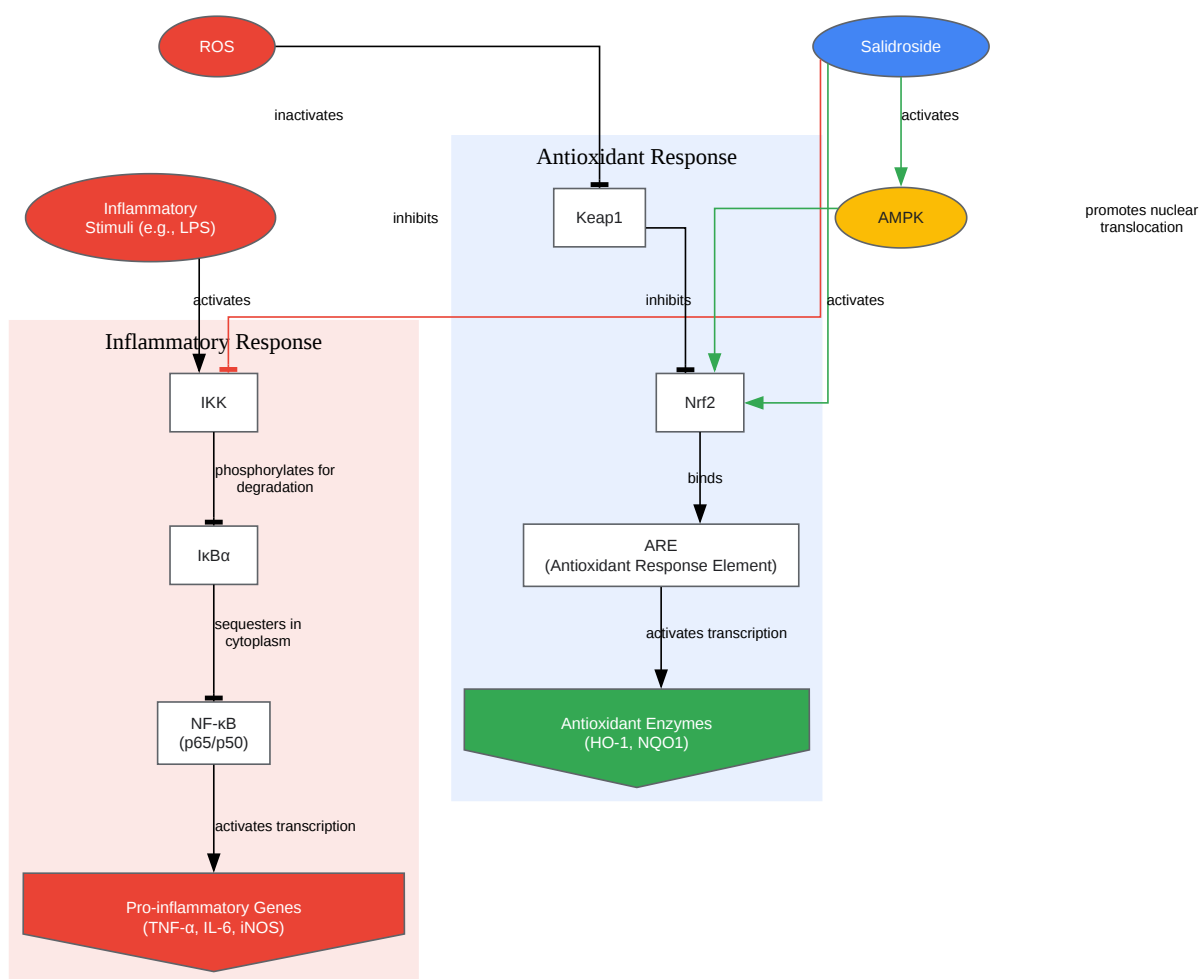 ROS
Salidroside
inactivates
activates
Antioxidant Response
Inflammatory
Stimuli (e.g., LPS)
inhibits
Keap1
AMPK
promotes nuclear
translocation
activates
inhibits
activates
Inflammatory Response
IKK
Nrf2
phosphorylates for
degradation
binds
IκBα
ARE
(Antioxidant Response Element)
sequesters in
cytoplasm
activates transcription
NF-κB
(p65/p50)
Antioxidant Enzymes
(HO-1, NQO1)
activates transcription
Pro-inflammatory Genes
(TNF-α, IL-6, iNOS)